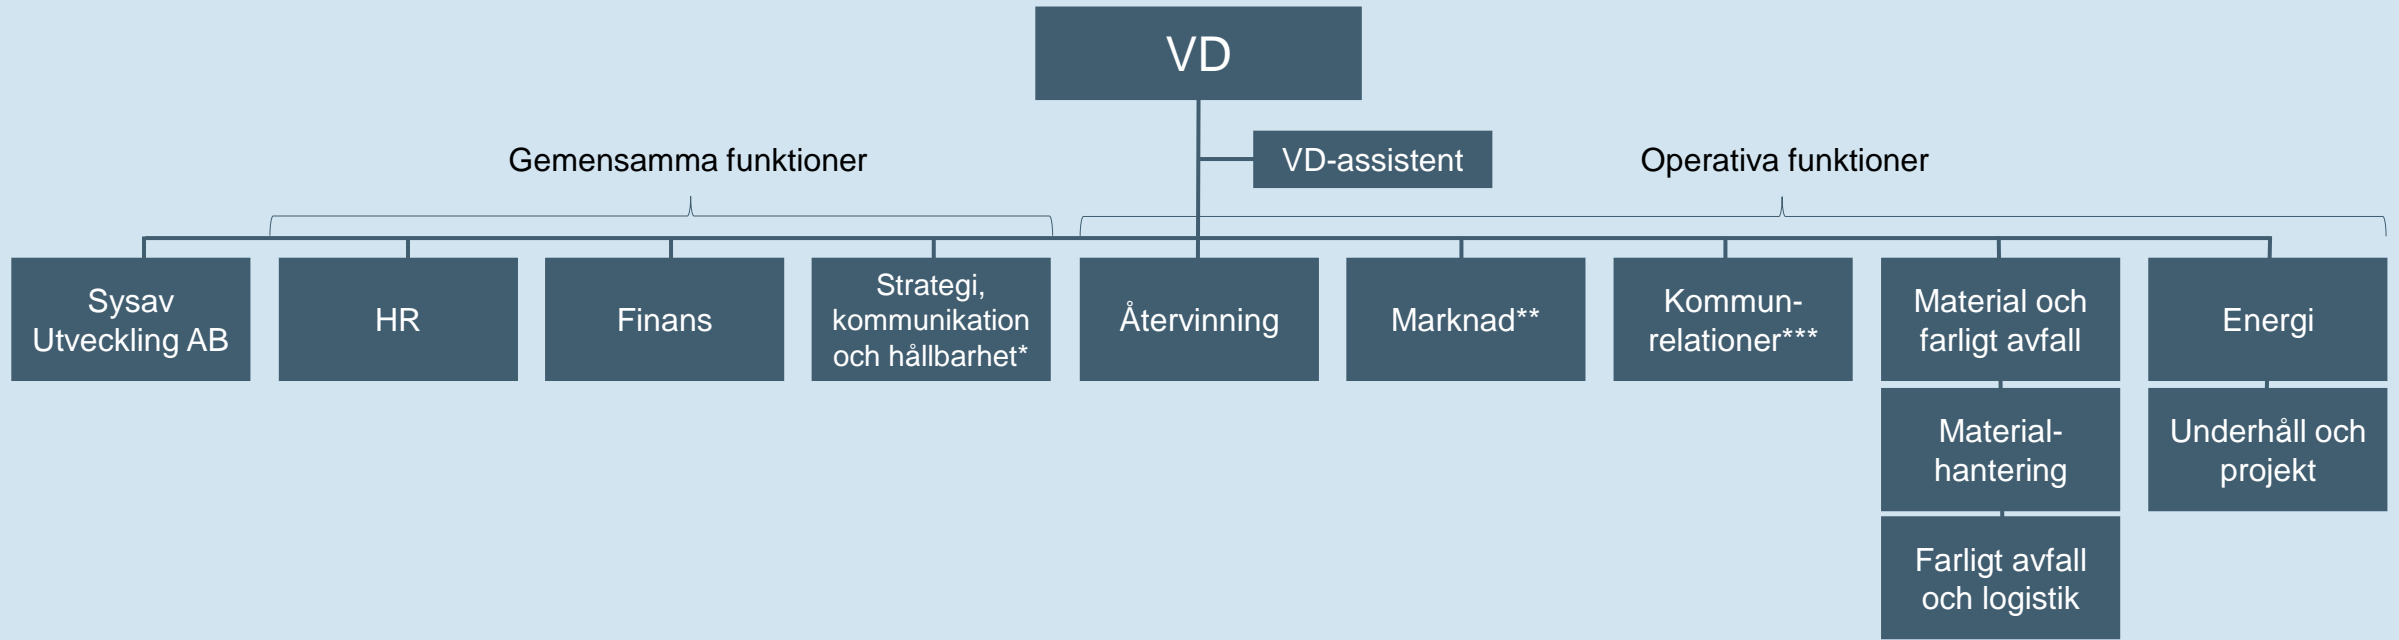 VD
VD-assistent
Gemensamma funktioner
Operativa funktioner
Sysav
Utveckling AB
HR
Finans
Strategi,
kommunikation
och hållbarhet*
Återvinning
Marknad**
Kommun-
relationer***
Material och
farligt avfall
Energi
Material-
hantering
Underhåll och
projekt
Farligt avfall
och logistik